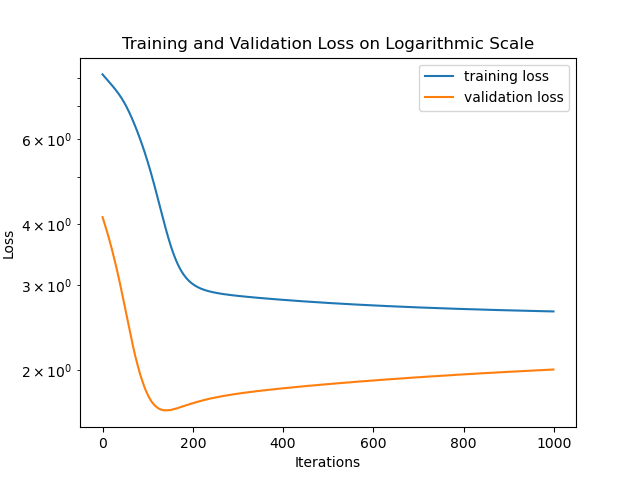 Training and Validation Loss on Logarithmic Scale
training loss
validation loss
6 × 10⁰
4 × 10⁰
3 × 10⁰
2 × 10⁰
Loss
0
200
400
600
800
1000
Iterations